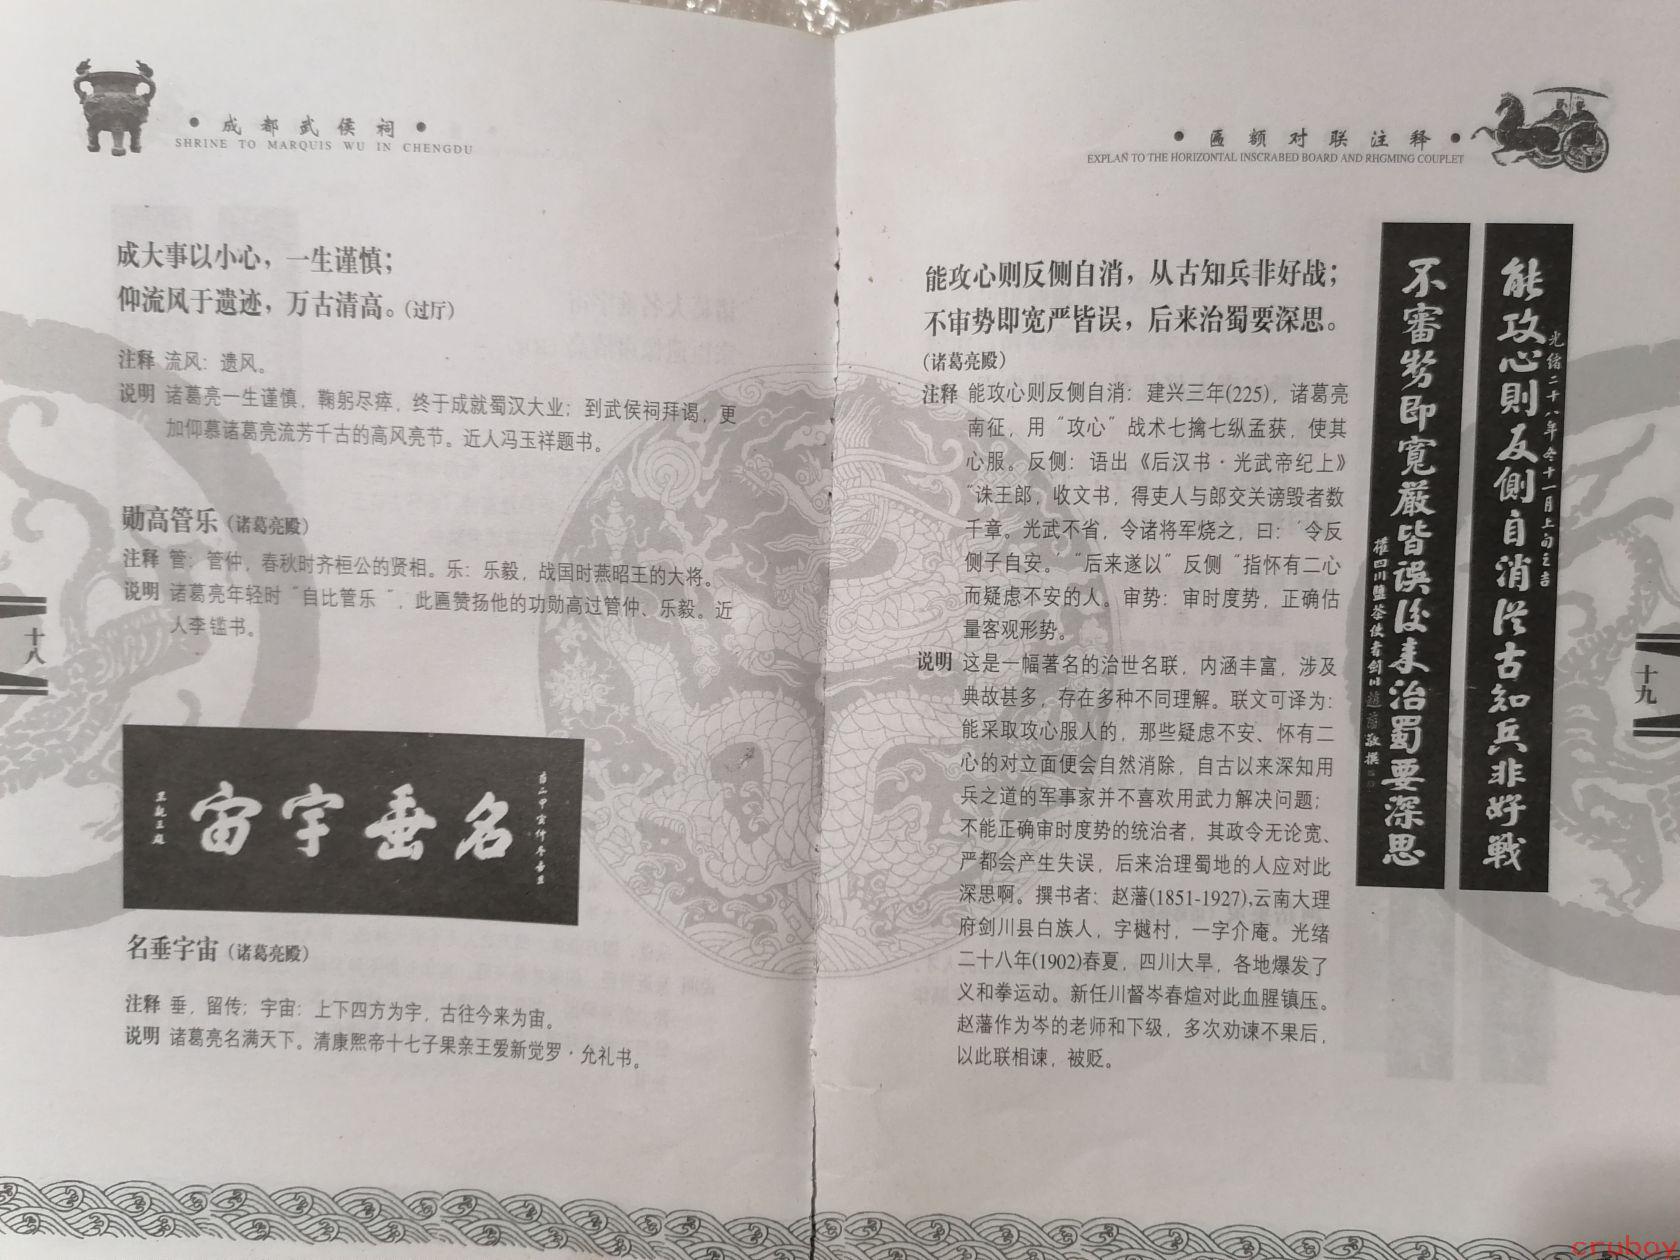 成都武侯祠
SHRINE TO MARQUIS WU IN CHENGDU
成大事以小心，一生谨慎；
仰流风于遗迹，万古清高。(过厅)
注释 流风：遗风。
说明 诸葛亮一生谨慎，鞠躬尽瘁，终于成就蜀汉大业；到武侯祠拜谒，更
加仰慕诸葛亮流芳千古的高风亮节。近人冯玉祥题书。
勋高管乐（诸葛亮殿）
注释 管：管仲，春秋时齐桓公的贤相。乐：乐毅，战国时燕昭王的大将。
说明 诸葛亮年轻时“自比管乐“，此匾赞扬他的功勋高过管仲、乐毅。近
人李铓书。
名垂宇宙
名垂宇宙（诸葛亮殿）
注释 垂，留传；宇宙：上下四方为宇，古往今来为宙。
说明 诸葛亮名满天下。清康熙帝十七子果亲王爱新觉罗·允礼书。
十八
匾额对联注释
EXPLAN TO THE HORIZONTAL INSCRABED BOARD AND RHGMING COUPLET
能攻心则反侧自消，从古知兵非好战；
不审势即宽严皆误，后来治蜀要深思。
(诸葛亮殿)
注释 能攻心则反侧自消：建兴三年(225)，诸葛亮
南征，用“攻心”战术七擒七纵孟获，使其
心服。反侧：语出《后汉书·光武帝纪上》
“诛王郎，收文书，得吏人与郎交关谤毁者数
千章。光武不省，令诸将军烧之，曰：‘令反
侧子自安。“后来遂以”反侧“指怀有二心
而疑虑不安的人。审势：审时度势，正确估
量客观形势。
说明 这是一幅著名的治世名联，内涵丰富，涉及
典故甚多，存在多种不同理解。联文可译为：
能采取攻心服人的，那些疑虑不安、怀有二
心的对立面便会自然消除，自古以来深知用
兵之道的军事家并不喜欢用武力解决问题；
不能正确审时度势的统治者，其政令无论宽、
严都会产生失误，后来治理蜀地的人应对此
深思啊。撰书者：赵藩(1851-1927),云南大理
府剑川县白族人，字樾村，一字介庵。光绪
二十八年(1902)春夏，四川大旱，各地爆发了
义和拳运动。新任川督岑春煊对此血腥镇压。
赵藩作为岑的老师和下级，多次劝谏不果后，
以此联相谏，被贬。
能攻心則反側自消從古知兵非好戰
光緒二十八年冬十一月上旬之吉
不審勢即寬嚴皆誤後來治蜀要深思
權四川鹽茶使者劍川趙藩敬撰
十九
crubox